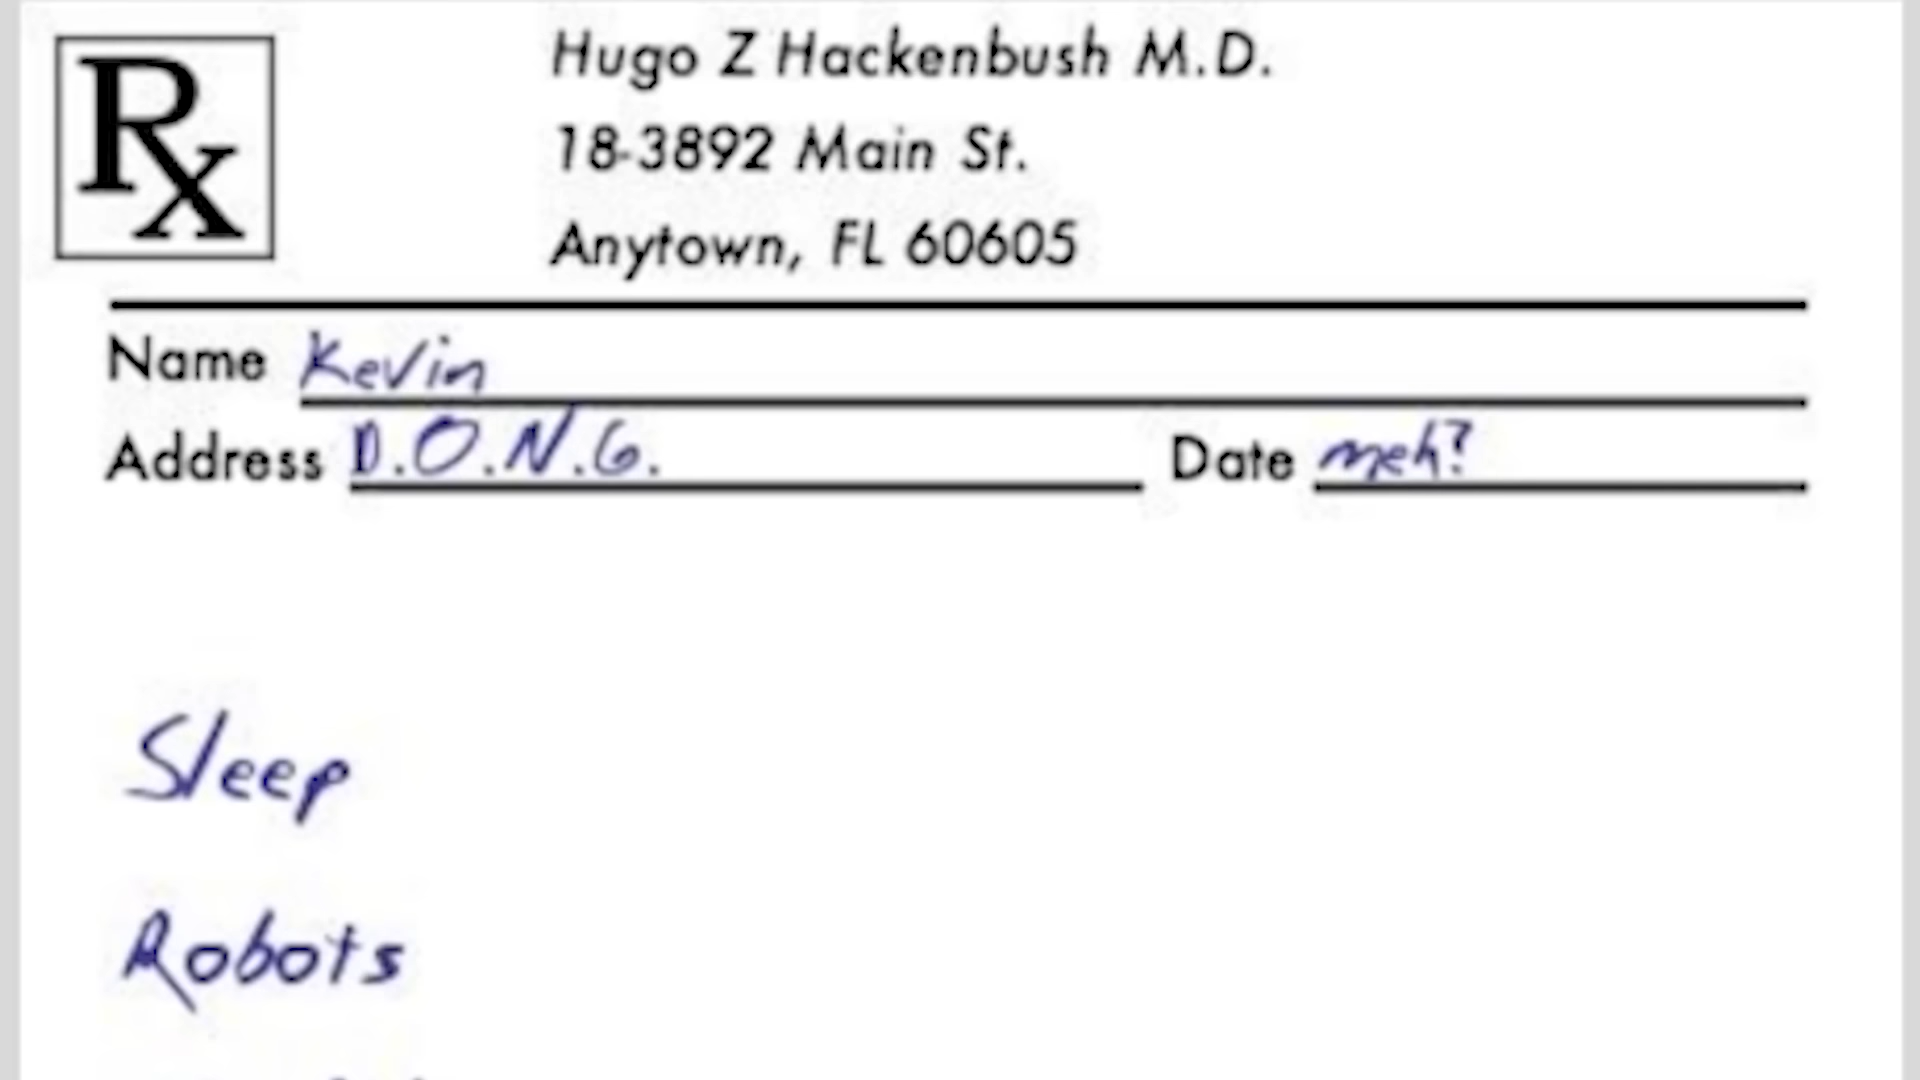 Rx
Hugo Z Hackenbush M.D.
18-3892 Main St.
Anytown, FL 60605
Name Kevin
Address D.O.N.G. Date meh?
Sleep
Robots